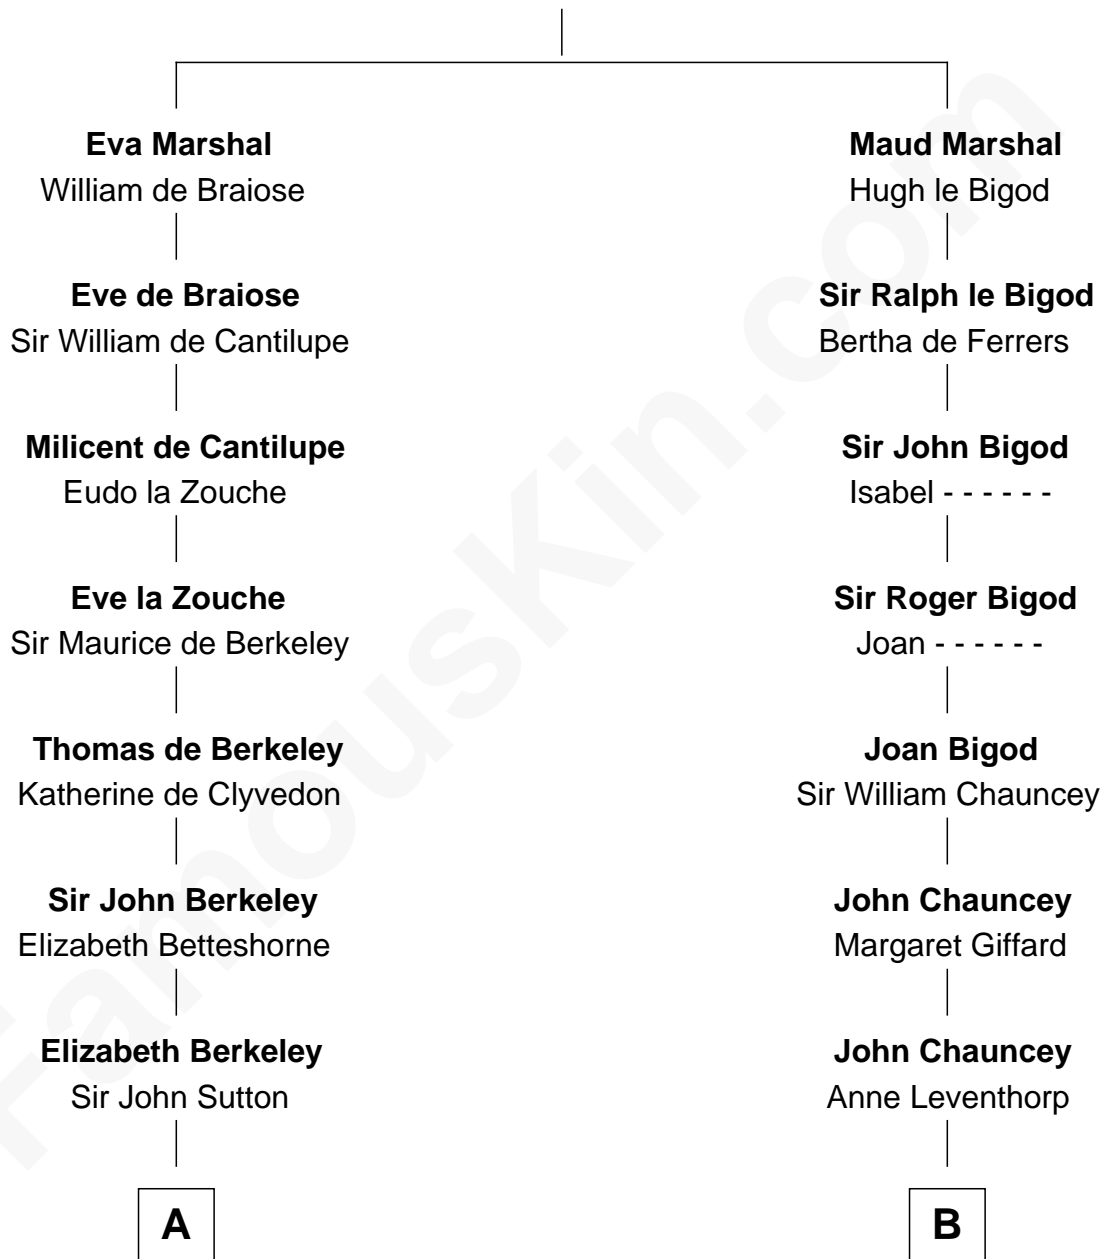 Eva Marshal
William de Braiose
Maud Marshal
Hugh le Bigod
Eve de Braiose
Sir William de Cantilupe
Sir Ralph le Bigod
Bertha de Ferrers
Milicent de Cantilupe
Eudo la Zouche
Sir John Bigod
Isabel - - - - - -
Eve la Zouche
Sir Maurice de Berkeley
Sir Roger Bigod
Joan - - - - - -
Thomas de Berkeley
Katherine de Clyvedon
Joan Bigod
Sir William Chauncey
Sir John Berkeley
Elizabeth Betteshorne
John Chauncey
Margaret Giffard
Elizabeth Berkeley
Sir John Sutton
John Chauncey
Anne Leventhorp
A
B
FamousKin.com